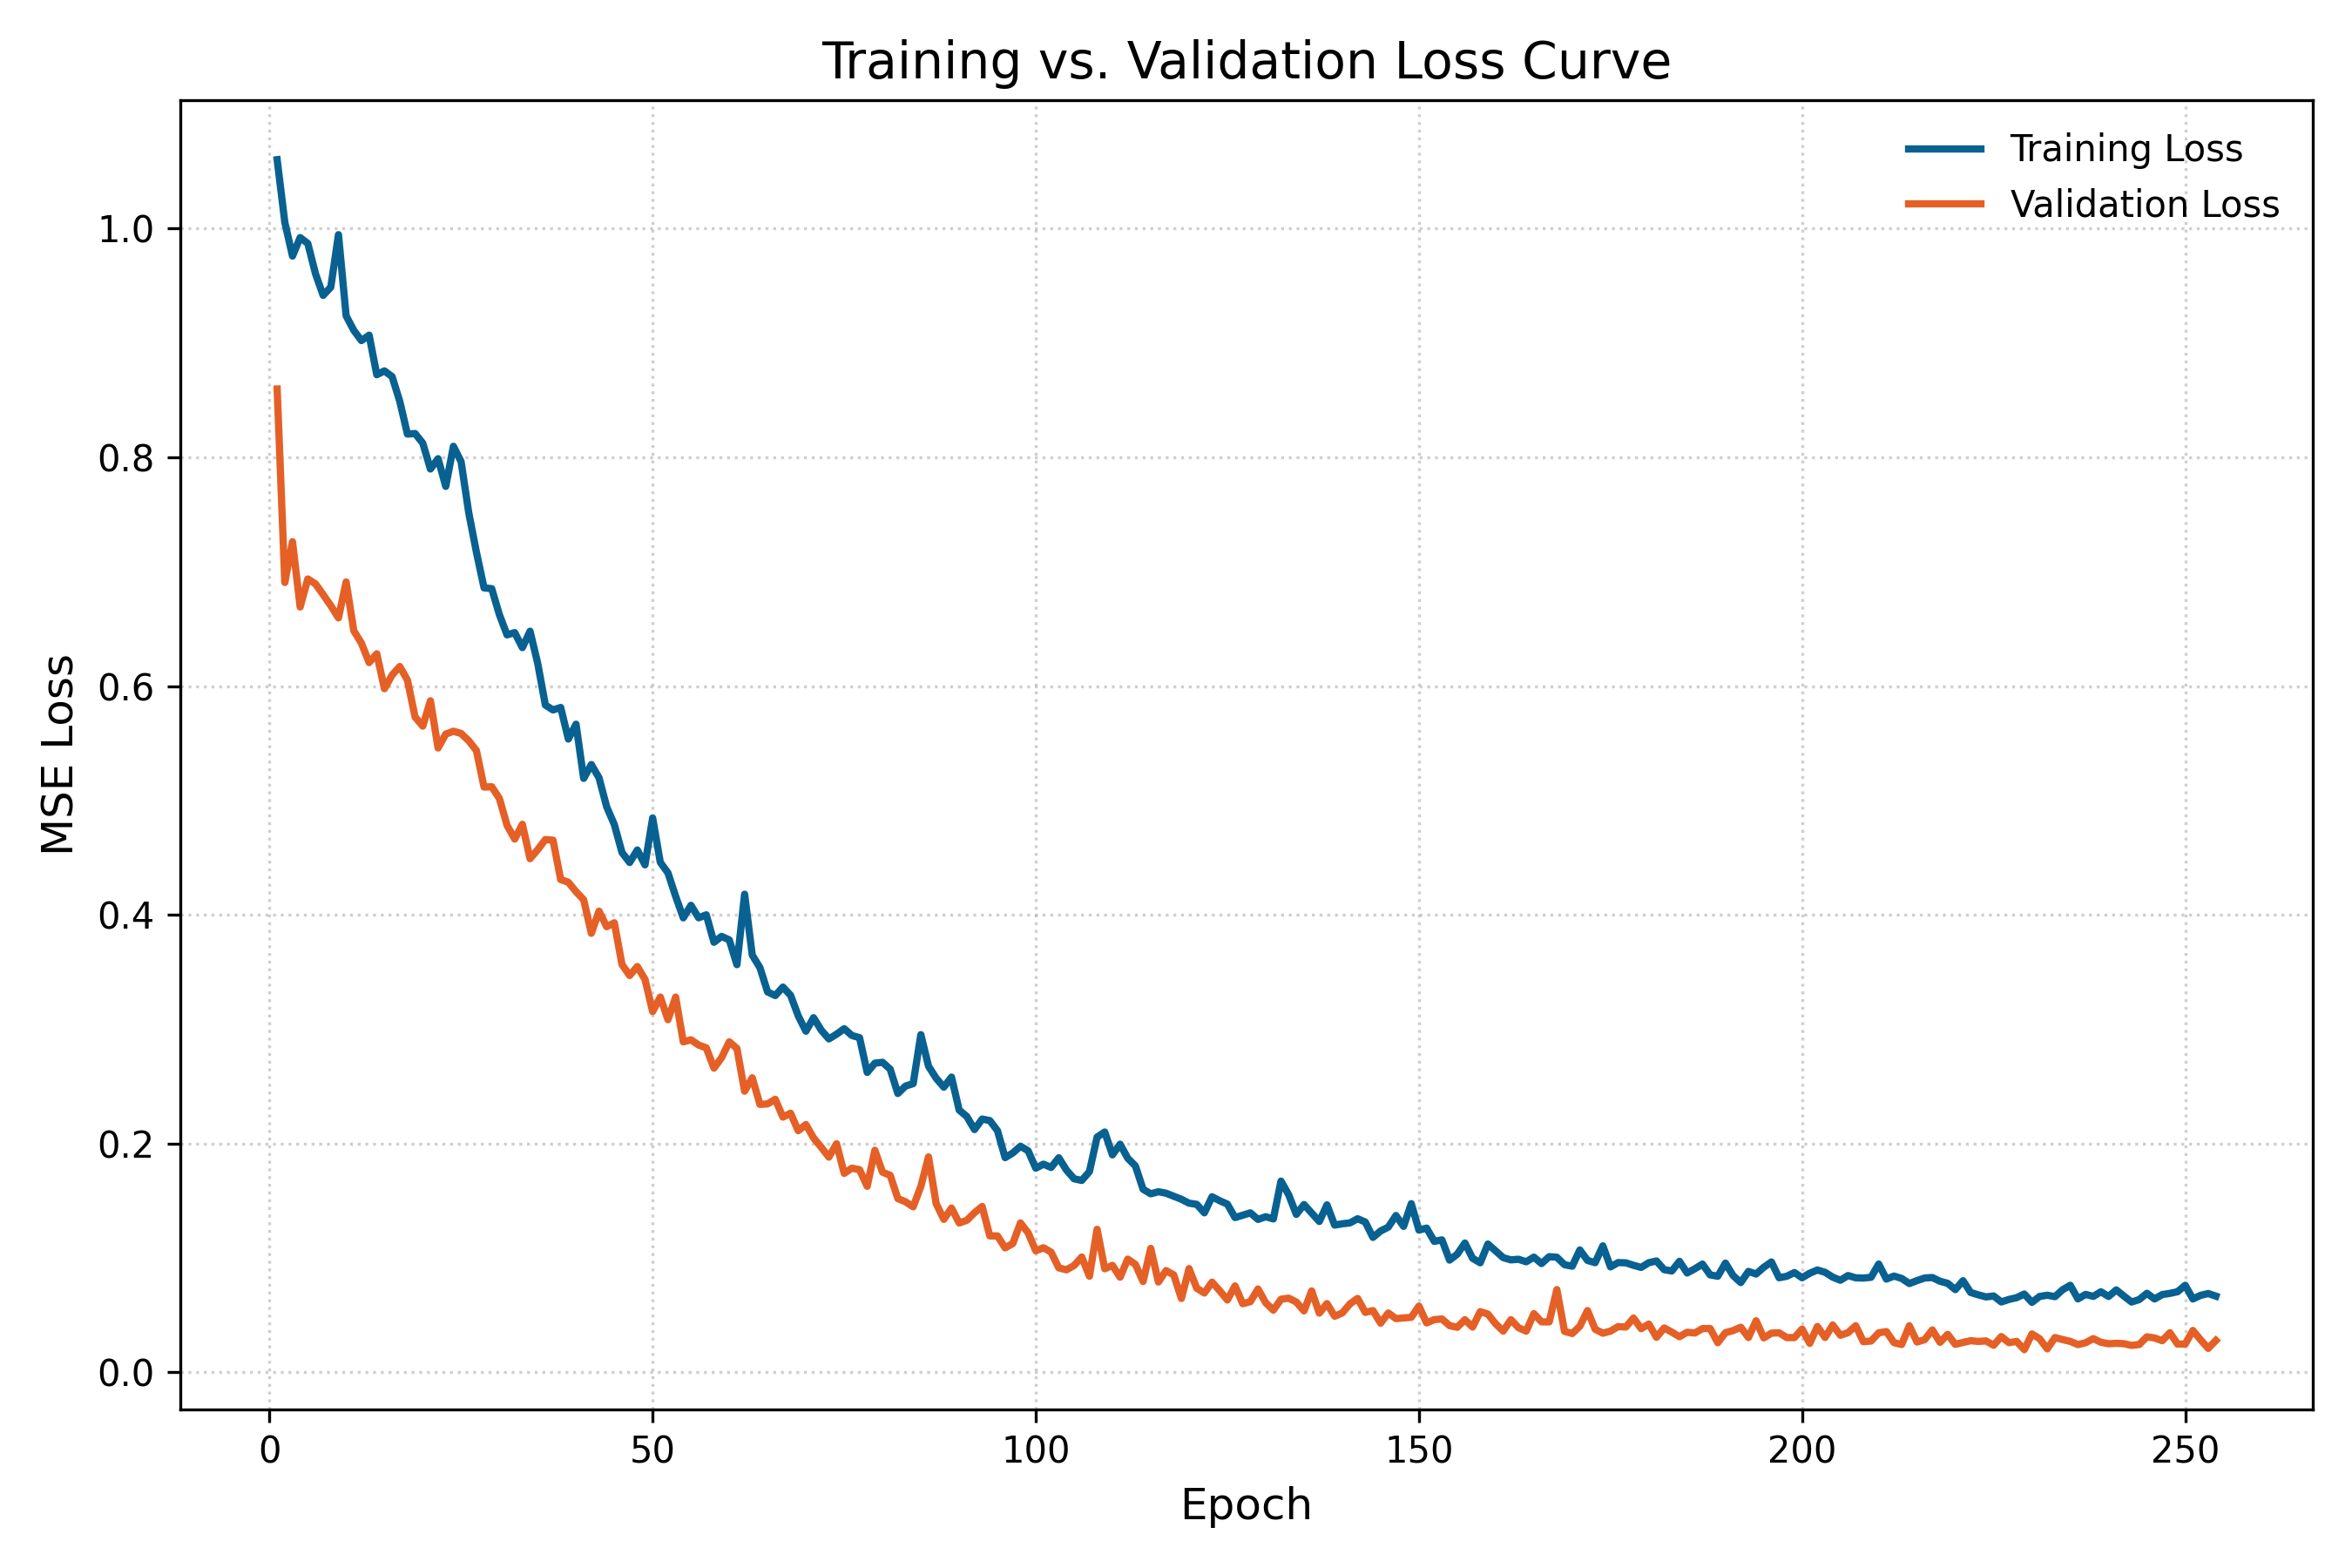 Training vs. Validation Loss Curve
Training Loss
Validation Loss
1.0
0.8
0.6
0.4
0.2
0.0
MSE Loss
0 50 100 150 200 250
Epoch